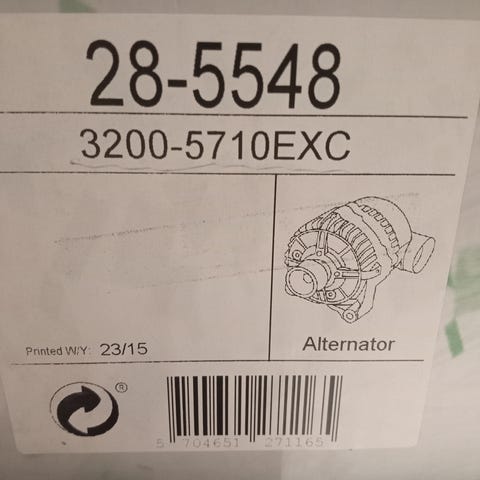 28-5548
3200-5710EXC
Printed W/Y: 23/15
Alternator
®
5 704651 271165